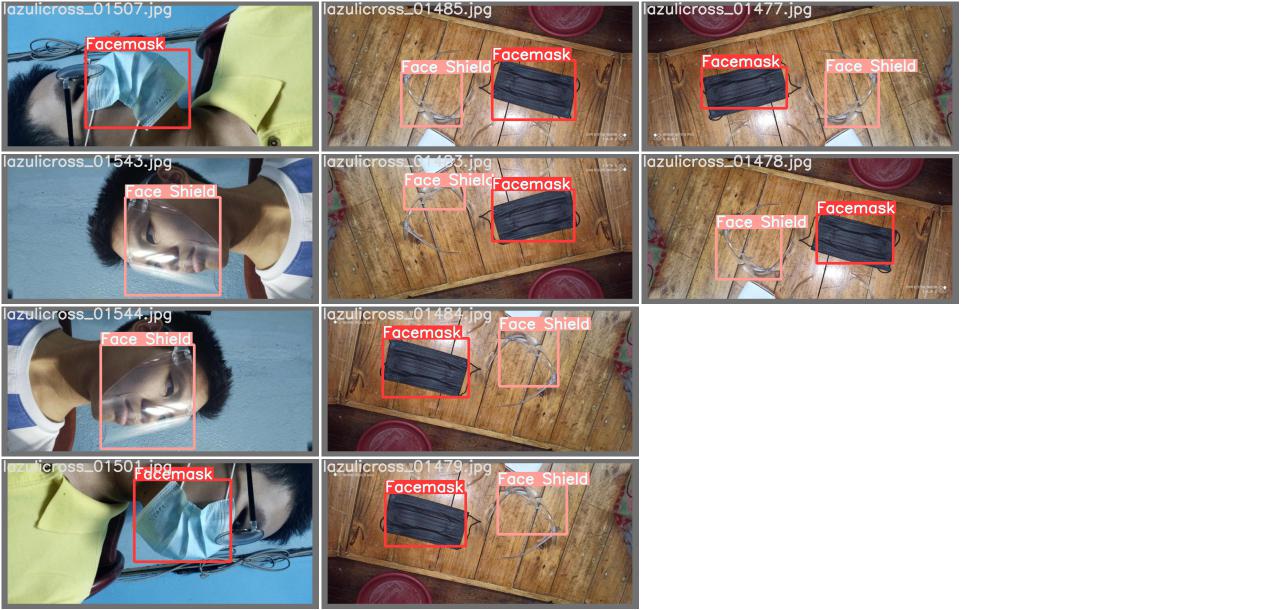 lazulicross_01507.jpg
Facemask
lazulicross_01485.jpg
Facemask
Face Shield
lazulicross_01477.jpg
Facemask
Face Shield
lazulicross_01543.jpg
Face Shield
lazulicross_01483.jpg
Face Shield
Facemask
lazulicross_01478.jpg
Facemask
Face Shield
lazulicross_01544.jpg
Face Shield
lazulicross_01484.jpg
Face Shield
Facemask
lazulicross_01501.jpg
Facemask
lazulicross_01479.jpg
Face Shield
Facemask